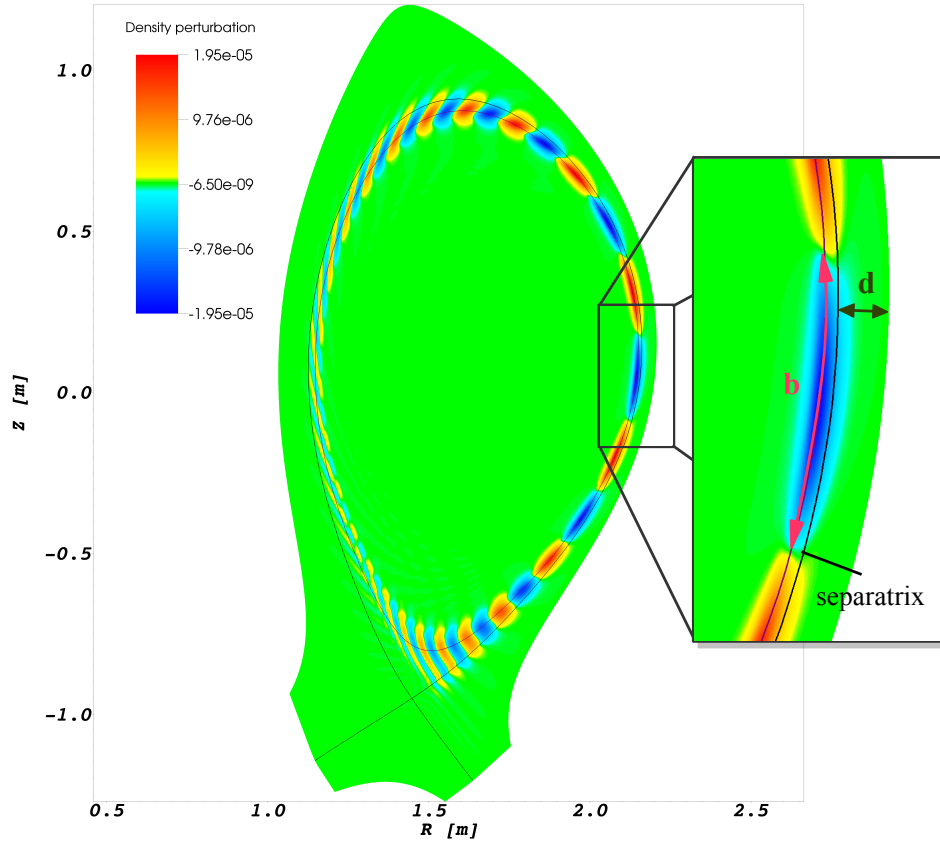 Density perturbation
1.95e-05
9.76e-06
-6.50e-09
-9.78e-06
-1.95e-05
1.0
0.5
0.0
-0.5
-1.0
Z [m]
0.5 1.0 1.5 2.0 2.5
R [m]
d
b
separatrix